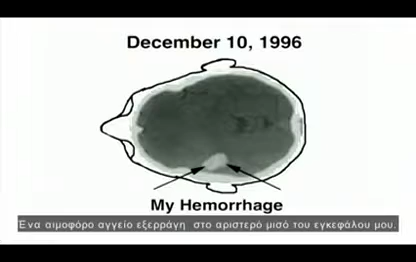 December 10, 1996
My Hemorrhage
Ένα αιμοφόρο αγγείο εξερράγη στο αριστερό μισό του εγκεφάλου μου.